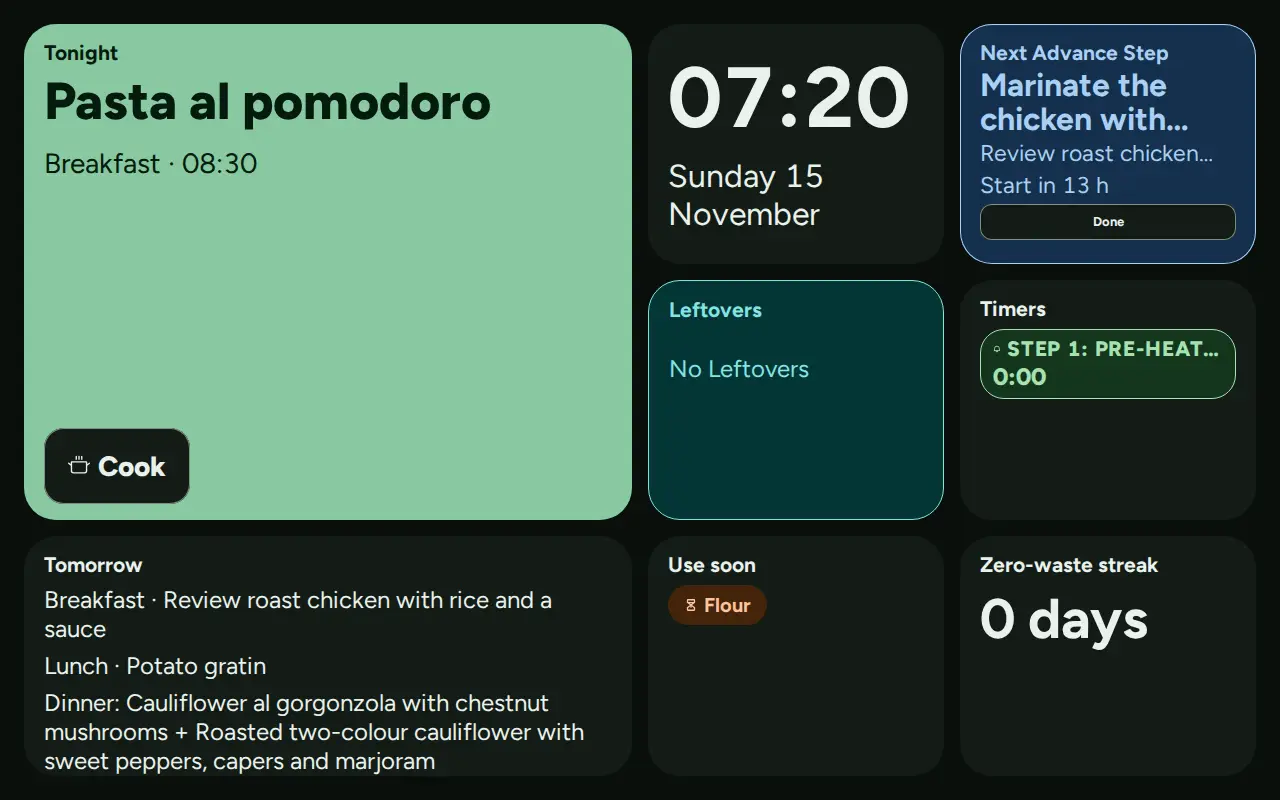 Tonight
Pasta al pomodoro
Breakfast · 08:30
Cook
07:20
Sunday 15
November
Next Advance Step
Marinate the
chicken with...
Review roast chicken...
Start in 13 h
Done
Leftovers
No Leftovers
Timers
STEP 1: PRE-HEAT...
0:00
Tomorrow
Breakfast · Review roast chicken with rice and a
sauce
Lunch · Potato gratin
Dinner: Cauliflower al gorgonzola with chestnut
mushrooms + Roasted two-colour cauliflower with
sweet peppers, capers and marjoram
Use soon
Flour
Zero-waste streak
0 days